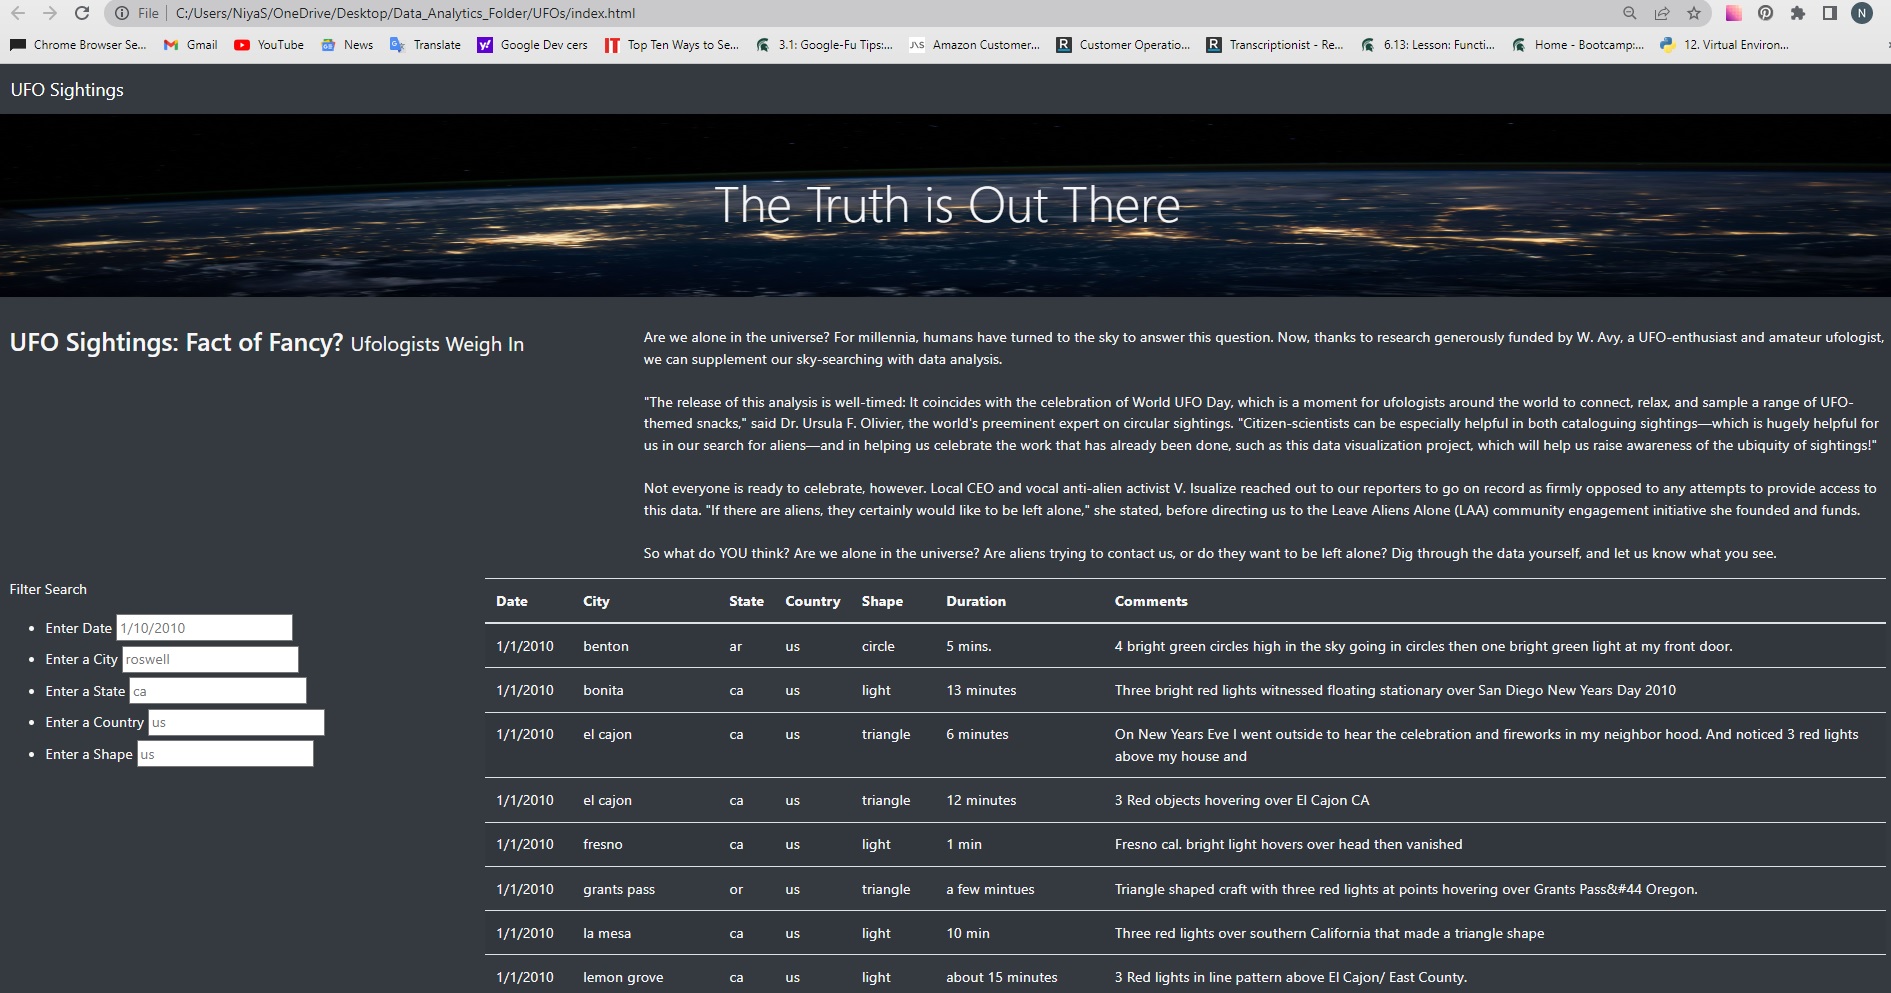 File C:/Users/NiyaS/OneDrive/Desktop/Data_Analytics_Folder/UFOs/index.html N
Chrome Browser Se... Gmail YouTube News Translate Google Dev cers Top Ten Ways to Se... 3.1: Google-Fu Tips:... Amazon Customer... Customer Operatio... Transcriptionist - Re... 6.13: Lesson: Functi... Home - Bootcamp:... 12. Virtual Environ...
UFO Sightings
The Truth is Out There
UFO Sightings: Fact of Fancy? Ufologists Weigh In
Are we alone in the universe? For millennia, humans have turned to the sky to answer this question. Now, thanks to research generously funded by W. Avy, a UFO-enthusiast and amateur ufologist,
we can supplement our sky-searching with data analysis.
"The release of this analysis is well-timed: It coincides with the celebration of World UFO Day, which is a moment for ufologists around the world to connect, relax, and sample a range of UFO-
themed snacks," said Dr. Ursula F. Olivier, the world's preeminent expert on circular sightings. "Citizen-scientists can be especially helpful in both cataloguing sightings—which is hugely helpful for
us in our search for aliens—and in helping us celebrate the work that has already been done, such as this data visualization project, which will help us raise awareness of the ubiquity of sightings!"
Not everyone is ready to celebrate, however. Local CEO and vocal anti-alien activist V. Isualize reached out to our reporters to go on record as firmly opposed to any attempts to provide access to
this data. "If there are aliens, they certainly would like to be left alone," she stated, before directing us to the Leave Aliens Alone (LAA) community engagement initiative she founded and funds.
So what do YOU think? Are we alone in the universe? Are aliens trying to contact us, or do they want to be left alone? Dig through the data yourself, and let us know what you see.
Filter Search
Enter Date 1/10/2010
Enter a City roswell
Enter a State ca
Enter a Country us
Enter a Shape us
Date City State Country Shape Duration Comments
1/1/2010 benton ar us circle 5 mins. 4 bright green circles high in the sky going in circles then one bright green light at my front door.
1/1/2010 bonita ca us light 13 minutes Three bright red lights witnessed floating stationary over San Diego New Years Day 2010
1/1/2010 el cajon ca us triangle 6 minutes On New Years Eve I went outside to hear the celebration and fireworks in my neighbor hood. And noticed 3 red lights
above my house and
1/1/2010 el cajon ca us triangle 12 minutes 3 Red objects hovering over El Cajon CA
1/1/2010 fresno ca us light 1 min Fresno cal. bright light hovers over head then vanished
1/1/2010 grants pass or us triangle a few mintues Triangle shaped craft with three red lights at points hovering over Grants Pass&#44 Oregon.
1/1/2010 la mesa ca us light 10 min Three red lights over southern California that made a triangle shape
1/1/2010 lemon grove ca us light about 15 minutes 3 Red lights in line pattern above El Cajon/ East County.